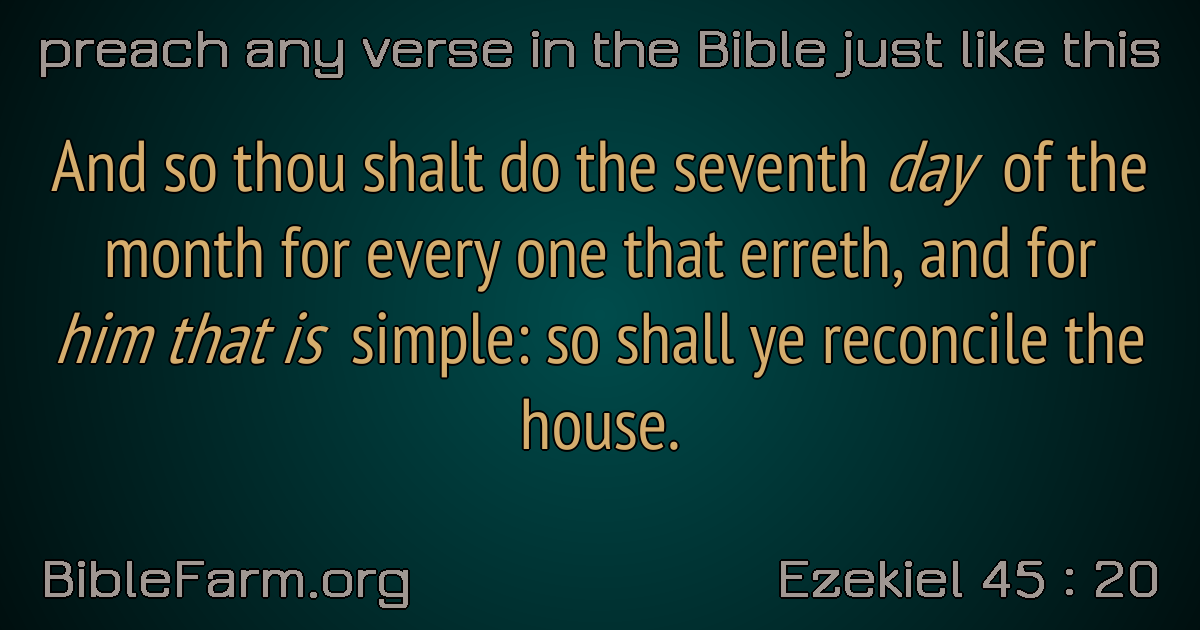 preach any verse in the Bible just like this
And so thou shalt do the seventh day of the
month for every one that erreth, and for
him that is simple: so shall ye reconcile the
house.
BibleFarm.org
Ezekiel 45 : 20